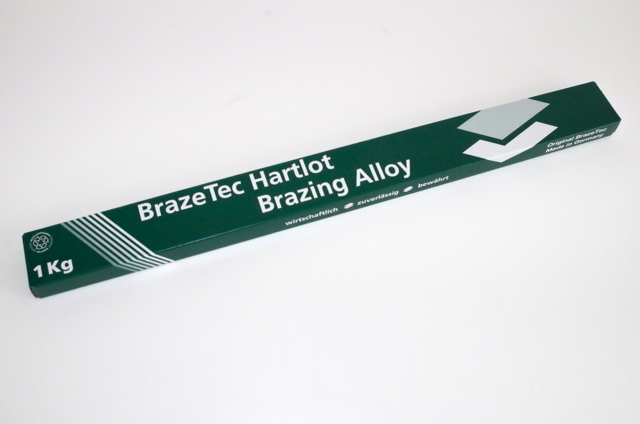 BrazeTec Hartlot
Brazing Alloy
1 Kg
wirtschaftlich zuverlässig bewährt
Original BrazeTec
Made in Germany